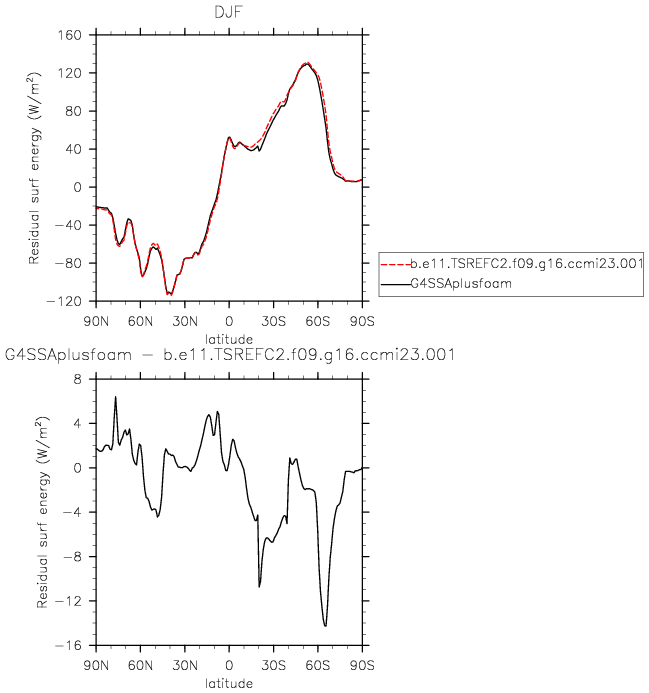 DJF
Residual surf energy (W/m²)
160
120
80
40
0
−40
−80
−120
90N 60N 30N 0 30S 60S 90S
latitude
b.e11.TSREFC2.f09.g16.ccmi23.001
G4SSAplusfoam
G4SSAplusfoam − b.e11.TSREFC2.f09.g16.ccmi23.001
Residual surf energy (W/m²)
8
4
0
−4
−8
−12
−16
90N 60N 30N 0 30S 60S 90S
latitude